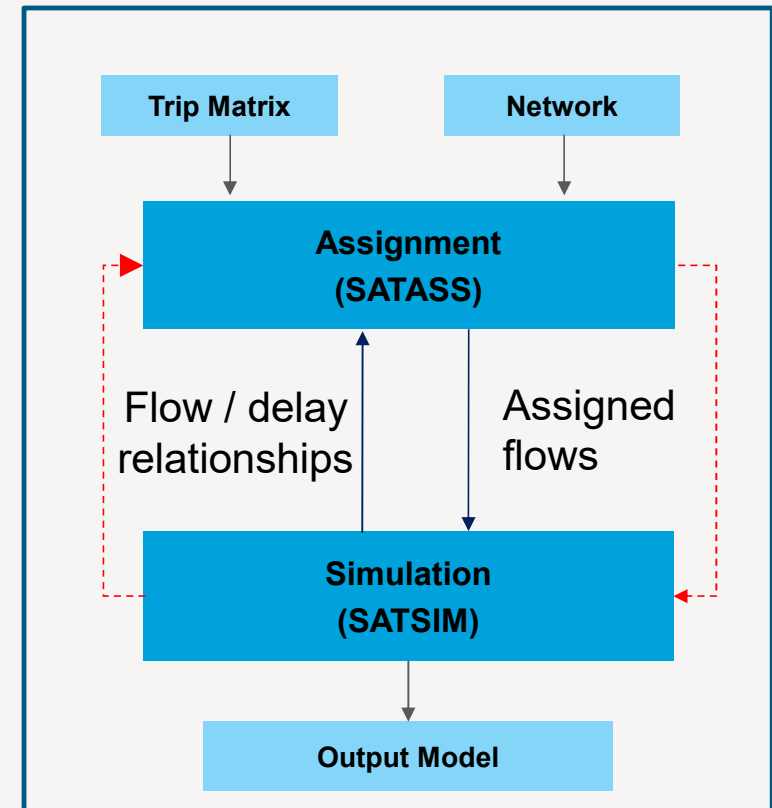 Trip Matrix
Network
Assignment
(SATASS)
Flow / delay
relationships
Assigned
flows
Simulation
(SATSIM)
Output Model